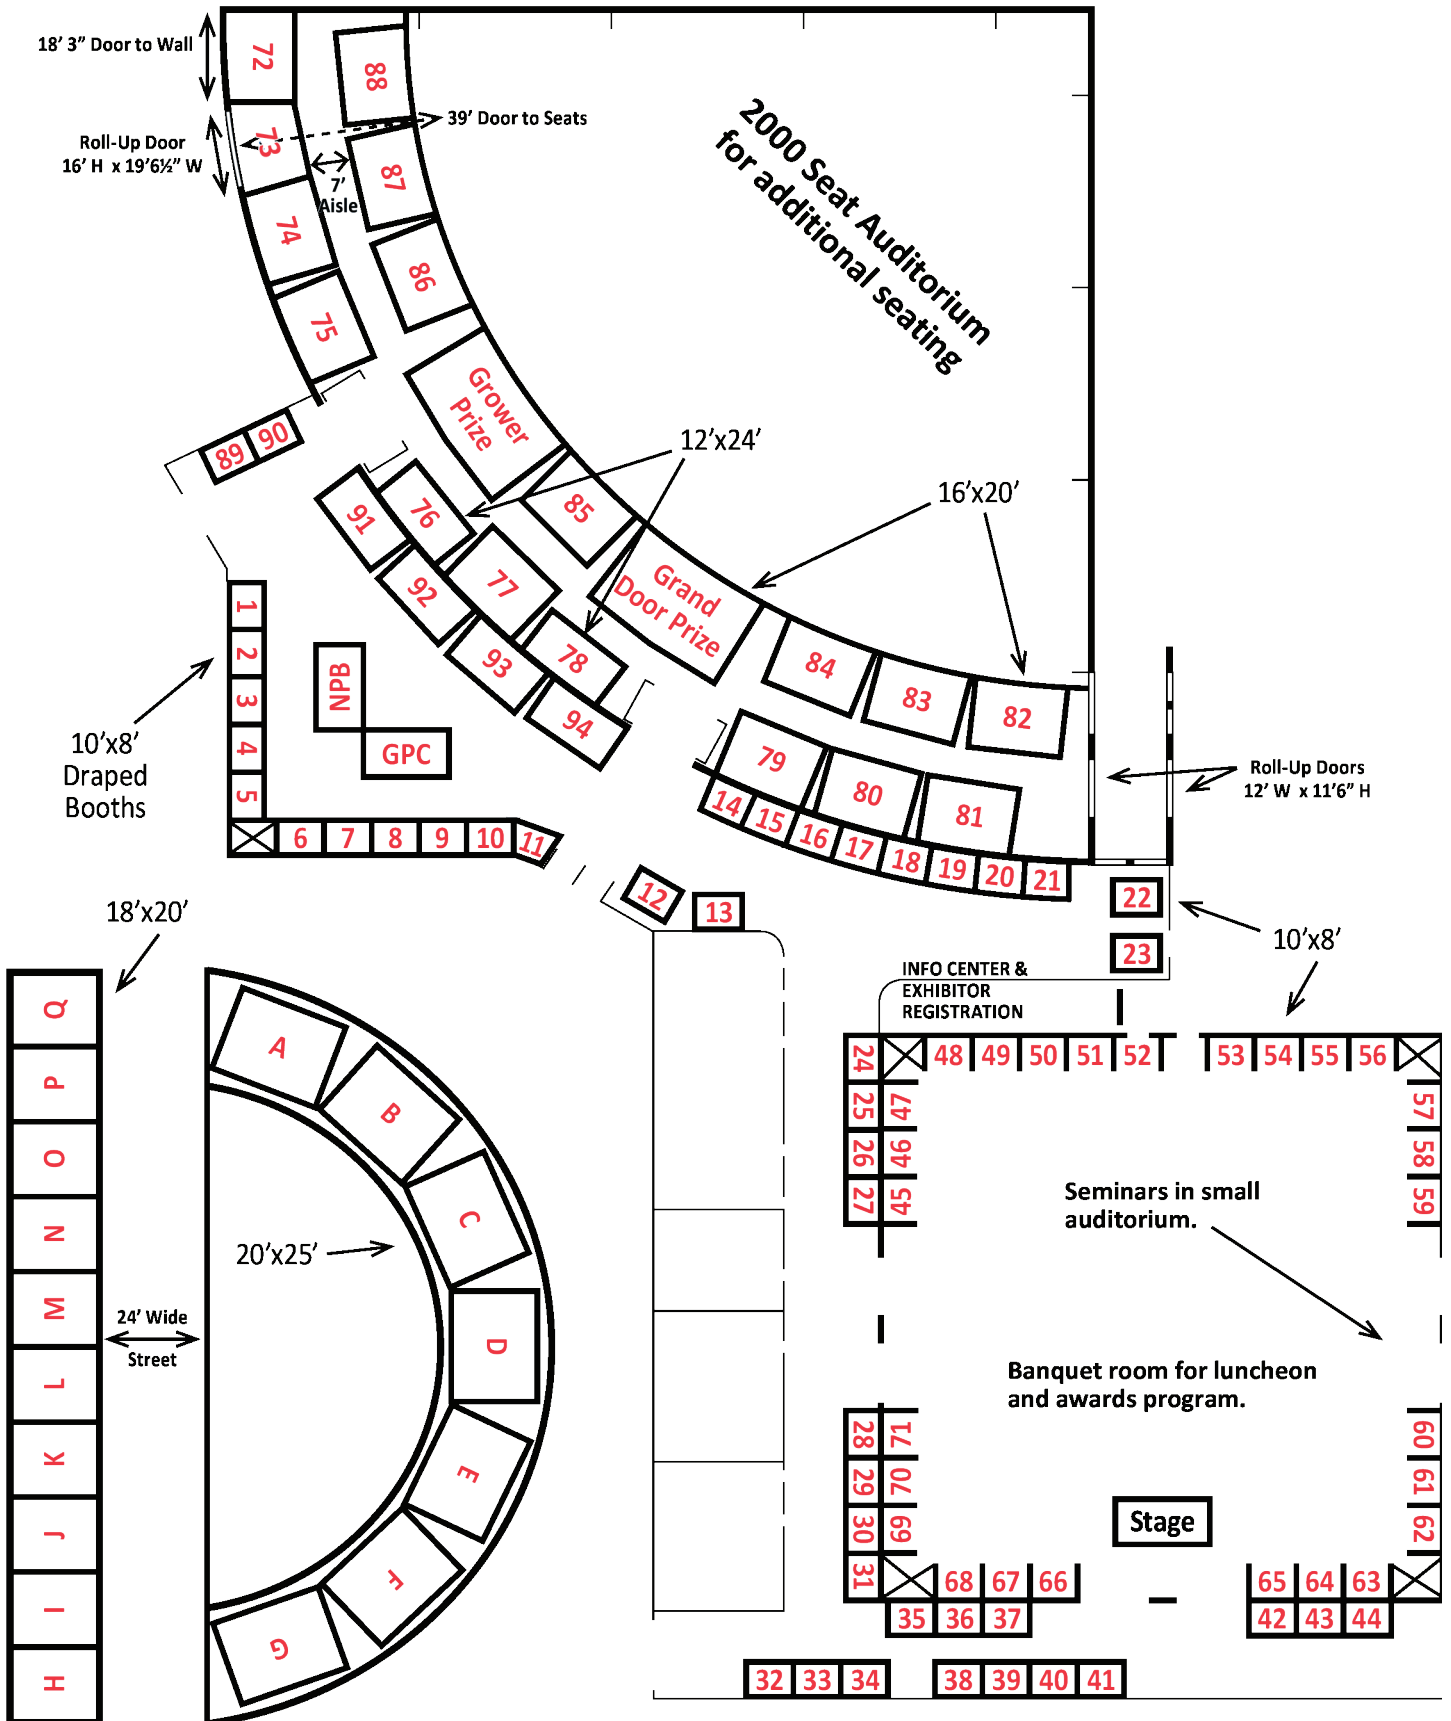 18' 3" Door to Wall
72
88
Roll-Up Door
16' H x 19'6½" W
73
39' Door to Seats
7'
Aisle
87
74
86
75
2000 Seat Auditorium
for additional seating
Grower
Prize
89
90
12'x24'
16'x20'
91
76
85
92
77
Grand
Door Prize
93
78
94
84
83
82
79
80
81
1
2
3
4
5
NPB
GPC
10'x8'
Draped
Booths
Roll-Up Doors
12' W x 11'6" H
14
15
16
17
18
19
20
21
6
7
8
9
10
11
12
13
22
23
10'x8'
18'x20'
INFO CENTER &
EXHIBITOR
REGISTRATION
Q
P
O
N
M
L
K
J
I
H
A
B
C
D
E
F
G
20'x25'
24' Wide
Street
24
25
26
27
48
49
50
51
52
53
54
55
56
47
46
45
57
58
59
Seminars in small
auditorium.
Banquet room for luncheon
and awards program.
28
29
30
31
71
70
69
60
61
62
Stage
68
67
66
65
64
63
35
36
37
42
43
44
32
33
34
38
39
40
41